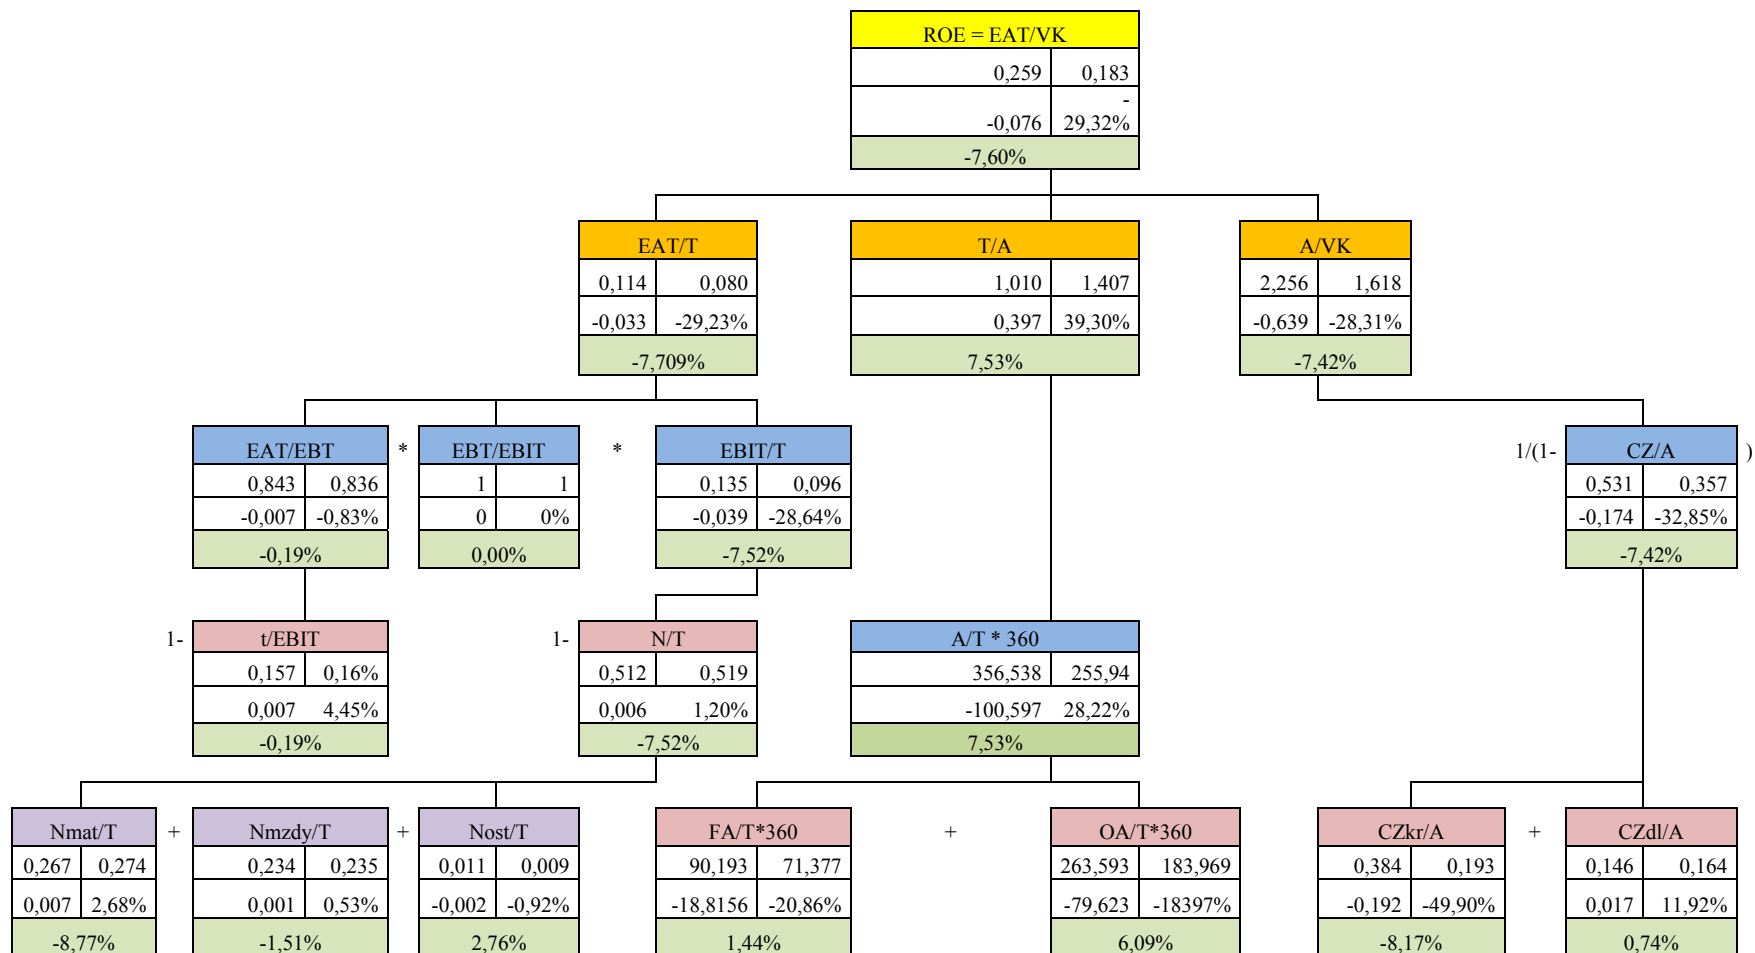 ROE = EAT/VK
0,259 0,183
-
-0,076 29,32%
-7,60%
EAT/T T/A A/VK
0,114 0,080 1,010 1,407 2,256 1,618
-0,033 -29,23% 0,397 39,30% -0,639 -28,31%
-7,709% 7,53% -7,42%
EAT/EBT * EBT/EBIT * EBIT/T 1/(1- CZ/A )
0,843 0,836 1 1 0,135 0,096 0,531 0,357
-0,007 -0,83% 0 0% -0,039 -28,64% -0,174 -32,85%
-0,19% 0,00% -7,52% -7,42%
1- t/EBIT 1- N/T A/T * 360
0,157 0,16% 0,512 0,519 356,538 255,94
0,007 4,45% 0,006 1,20% -100,597 28,22%
-0,19% -7,52% 7,53%
Nmat/T + Nmzdy/T + Nost/T FA/T*360 + OA/T*360 CZkr/A + CZdl/A
0,267 0,274 0,234 0,235 0,011 0,009 90,193 71,377 263,593 183,969 0,384 0,193 0,146 0,164
0,007 2,68% 0,001 0,53% -0,002 -0,92% -18,8156 -20,86% -79,623 -18397% -0,192 -49,90% 0,017 11,92%
-8,77% -1,51% 2,76% 1,44% 6,09% -8,17% 0,74%